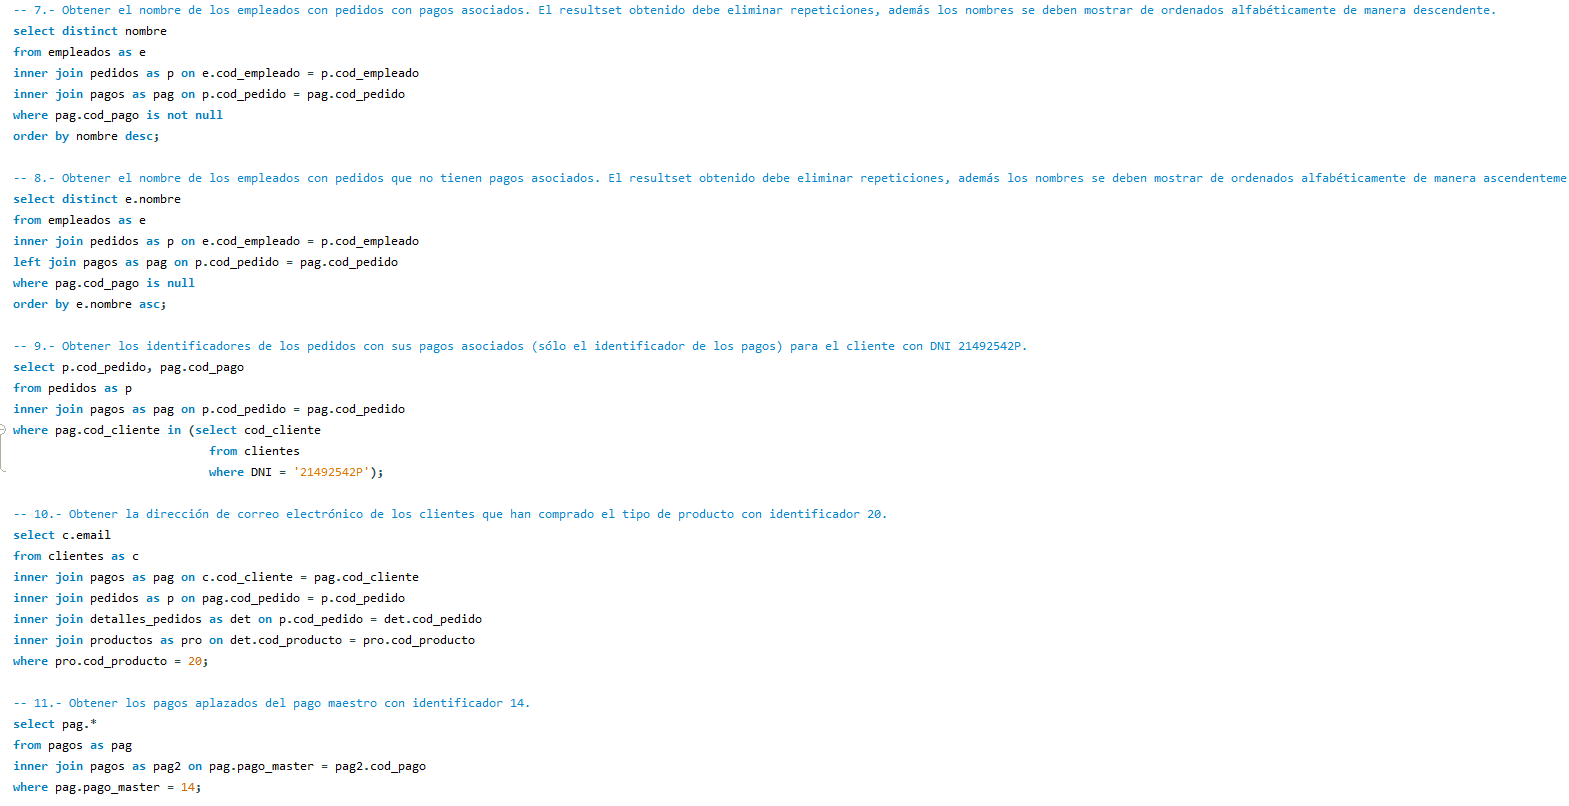 -- 7.- Obtener el nombre de los empleados con pedidos con pagos asociados. El resultset obtenido debe eliminar repeticiones, además los nombres se deben mostrar de ordenados alfabéticamente de manera descendente.
select distinct nombre
from empleados as e
inner join pedidos as p on e.cod_empleado = p.cod_empleado
inner join pagos as pag on p.cod_pedido = pag.cod_pedido
where pag.cod_pago is not null
order by nombre desc;
-- 8.- Obtener el nombre de los empleados con pedidos que no tienen pagos asociados. El resultset obtenido debe eliminar repeticiones, además los nombres se deben mostrar de ordenados alfabéticamente de manera ascendenteme
select distinct e.nombre
from empleados as e
inner join pedidos as p on e.cod_empleado = p.cod_empleado
left join pagos as pag on p.cod_pedido = pag.cod_pedido
where pag.cod_pago is null
order by e.nombre asc;
-- 9.- Obtener los identificadores de los pedidos con sus pagos asociados (sólo el identificador de los pagos) para el cliente con DNI 21492542P.
select p.cod_pedido, pag.cod_pago
from pedidos as p
inner join pagos as pag on p.cod_pedido = pag.cod_pedido
where pag.cod_cliente in (select cod_cliente
from clientes
where DNI = '21492542P');
-- 10.- Obtener la dirección de correo electrónico de los clientes que han comprado el tipo de producto con identificador 20.
select c.email
from clientes as c
inner join pagos as pag on c.cod_cliente = pag.cod_cliente
inner join pedidos as p on pag.cod_pedido = p.cod_pedido
inner join detalles_pedidos as det on p.cod_pedido = det.cod_pedido
inner join productos as pro on det.cod_producto = pro.cod_producto
where pro.cod_producto = 20;
-- 11.- Obtener los pagos aplazados del pago maestro con identificador 14.
select pag.*
from pagos as pag
inner join pagos as pag2 on pag.pago_master = pag2.cod_pago
where pag.pago_master = 14;